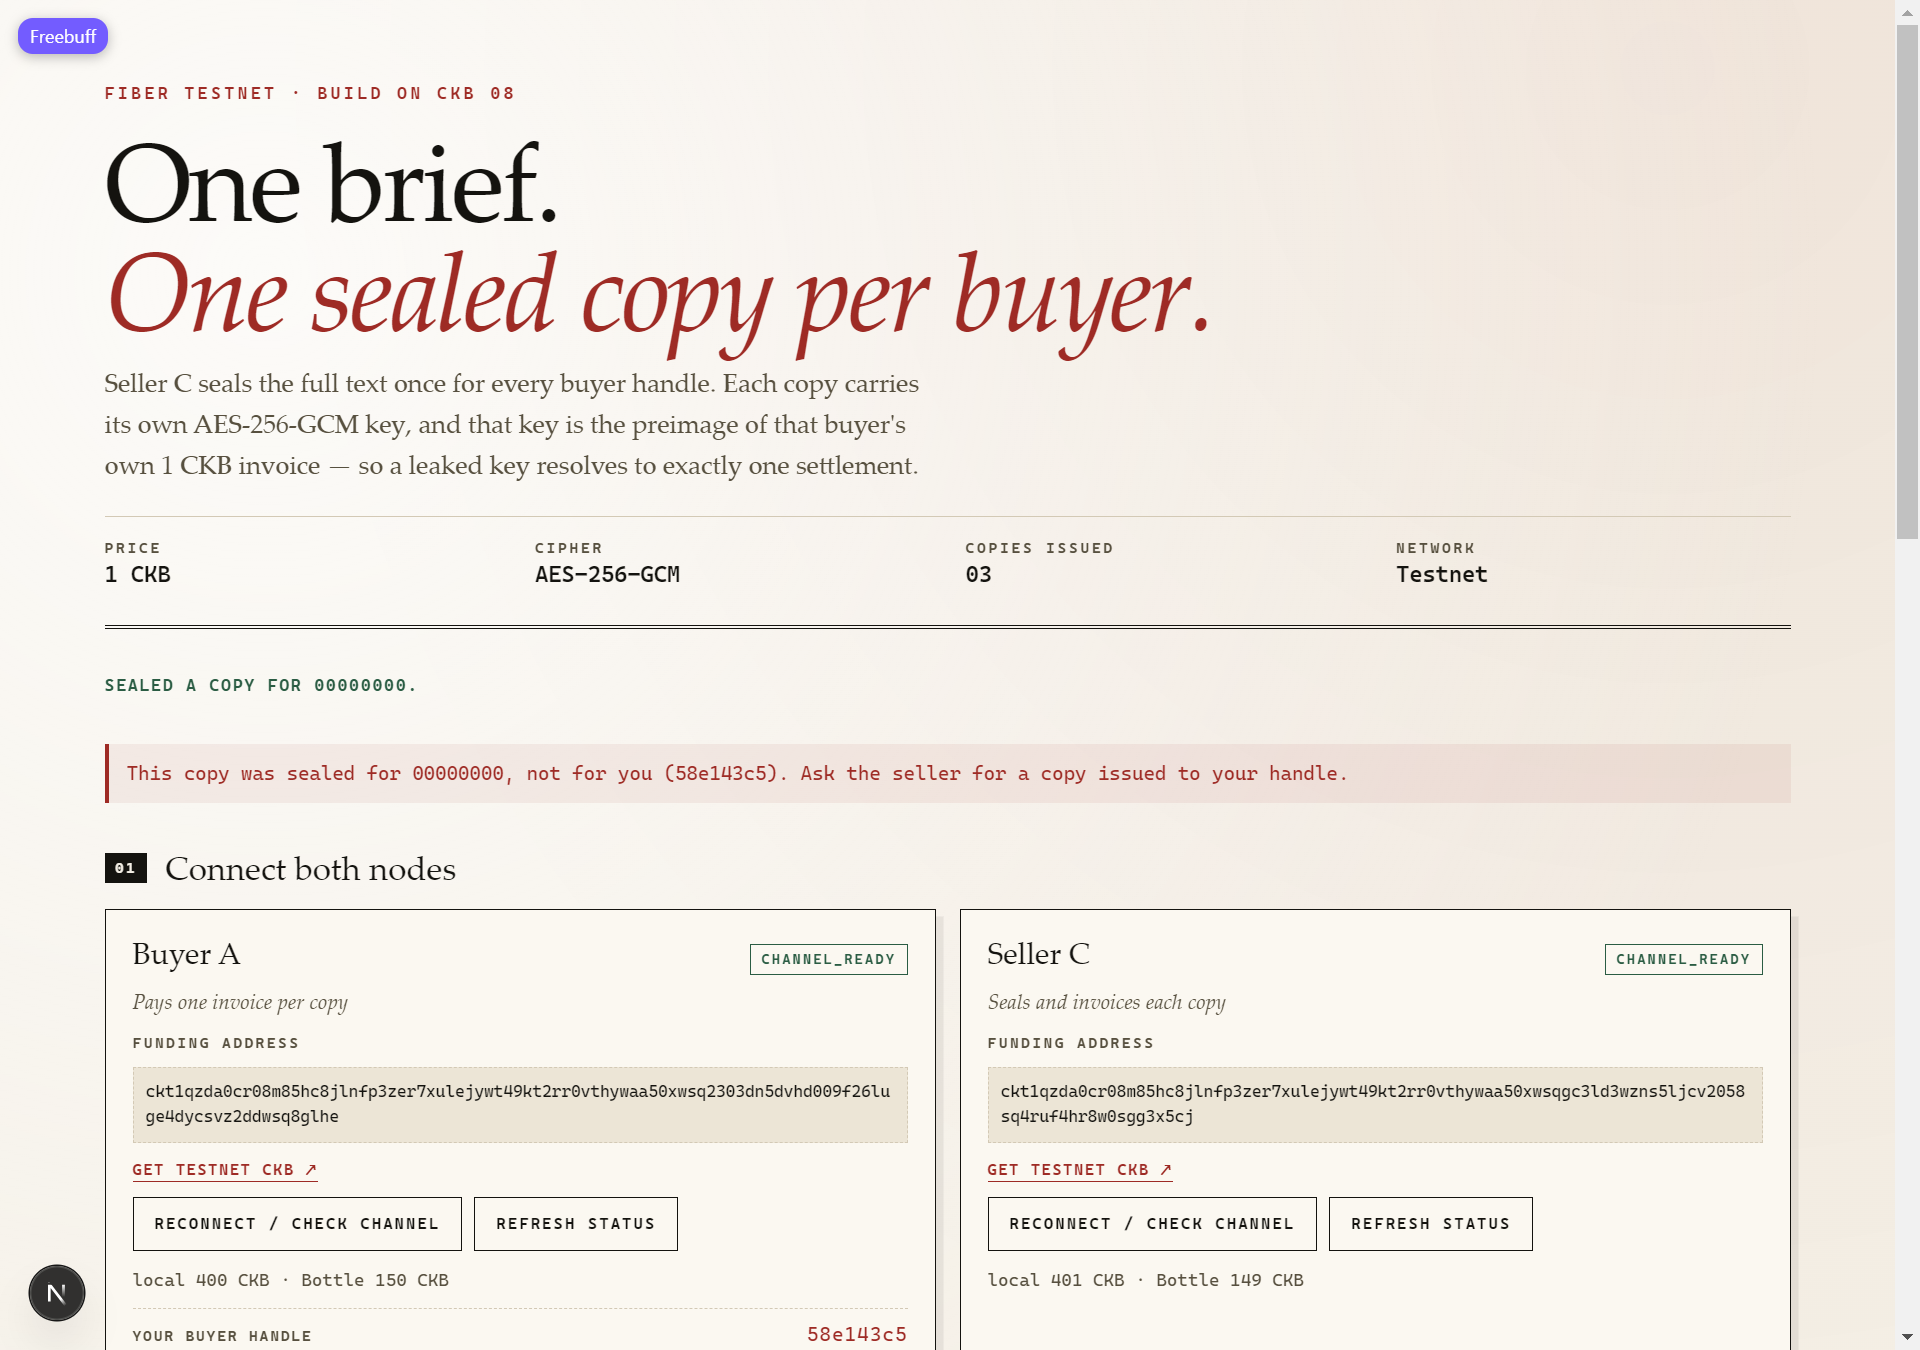 Freebuff
FIBER TESTNET · BUILD ON CKB 08
One brief.
One sealed copy per buyer.
Seller C seals the full text once for every buyer handle. Each copy carries
its own AES-256-GCM key, and that key is the preimage of that buyer's
own 1 CKB invoice — so a leaked key resolves to exactly one settlement.
PRICE
1 CKB
CIPHER
AES-256-GCM
COPIES ISSUED
03
NETWORK
Testnet
SEALED A COPY FOR 00000000.
This copy was sealed for 00000000, not for you (58e143c5). Ask the seller for a copy issued to your handle.
01 Connect both nodes
Buyer A
CHANNEL_READY
Pays one invoice per copy
FUNDING ADDRESS
ckt1qzda0cr08m85hc8jlnfp3zer7xulejywt49kt2rr0vthywaa50xwsq2303dn5dvhd009f26lu
ge4dycsvz2ddwsq8glhe
GET TESTNET CKB ↗
RECONNECT / CHECK CHANNEL
REFRESH STATUS
local 400 CKB · Bottle 150 CKB
YOUR BUYER HANDLE
58e143c5
Seller C
CHANNEL_READY
Seals and invoices each copy
FUNDING ADDRESS
ckt1qzda0cr08m85hc8jlnfp3zer7xulejywt49kt2rr0vthywaa50xwsqgc3ld3wzns5ljcv2058
sq4ruf4hr8w0sgg3x5cj
GET TESTNET CKB ↗
RECONNECT / CHECK CHANNEL
REFRESH STATUS
local 401 CKB · Bottle 149 CKB
N